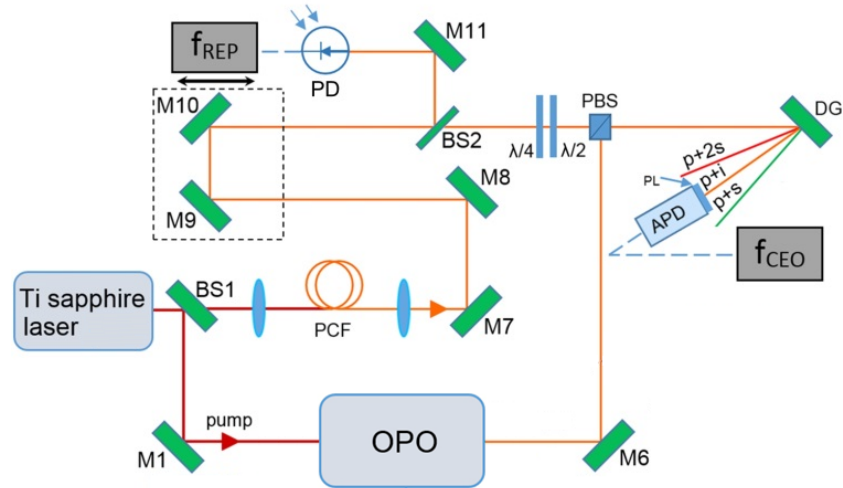 fREP
M11
PD
M10
BS2
λ/4
λ/2
PBS
DG
p+2s
p+i
p+s
PL
APD
fCEO
M9
M8
Ti sapphire
laser
BS1
PCF
M7
M1
pump
OPO
M6